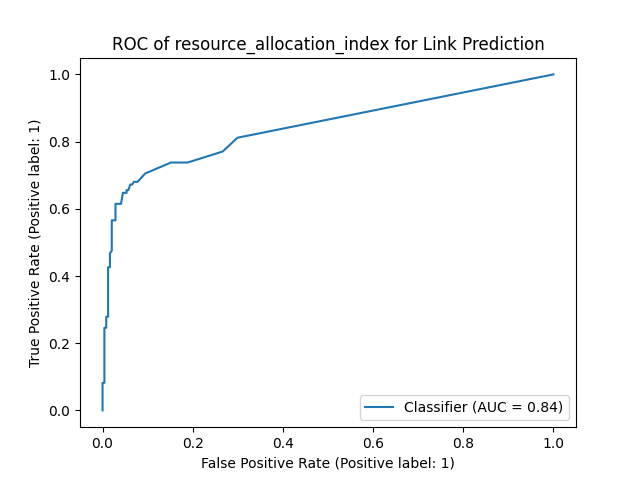 ROC of resource_allocation_index for Link Prediction
1.0
0.8
0.6
0.4
0.2
0.0
True Positive Rate (Positive label: 1)
Classifier (AUC = 0.84)
0.0 0.2 0.4 0.6 0.8 1.0
False Positive Rate (Positive label: 1)